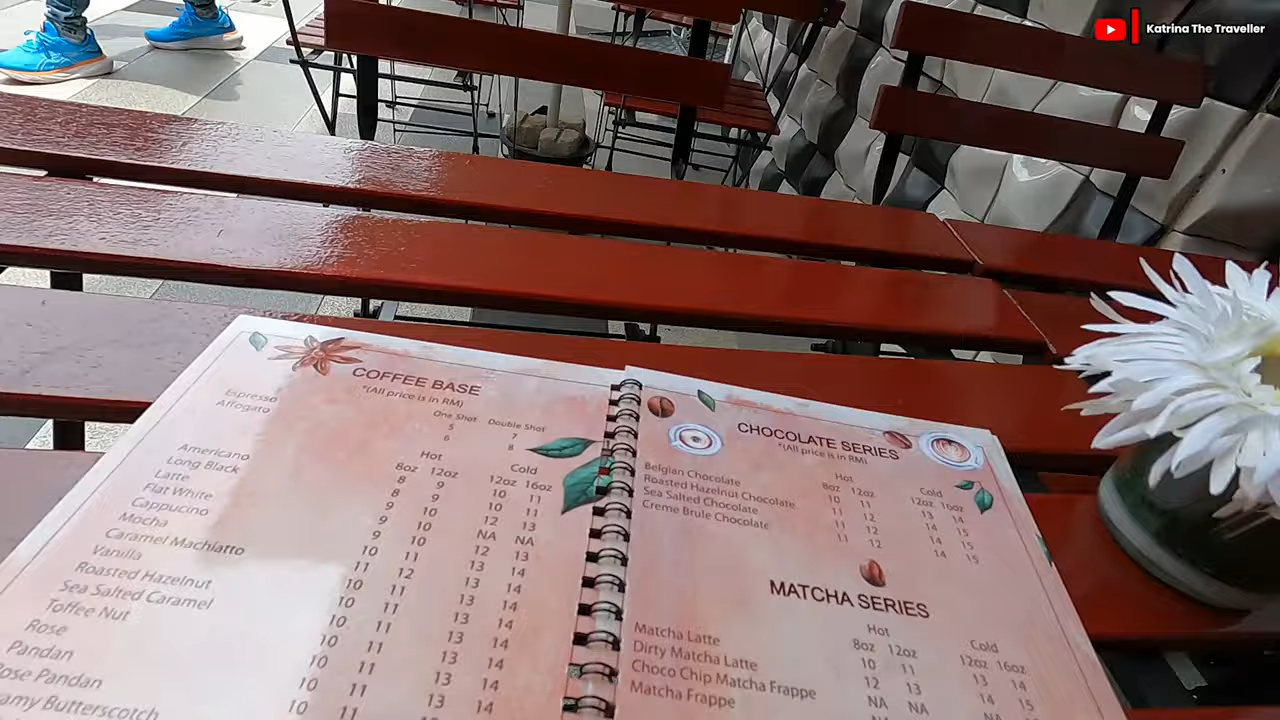 Katrina The Traveller
COFFEE BASE
*(All price is in RM)
One Shot Double Shot
Espresso 5 7
Affogato 6 8
Hot Cold
8oz 12oz 12oz 16oz
Americano 8 9 10 11
Long Black 8 9 10 11
Latte 9 10 12 13
Flat White 9 10 NA NA
Cappucino 9 10 12 13
Mocha 10 11 13 14
Caramel Machiatto 11 12 13 14
Vanilla 10 11 13 14
Roasted Hazelnut 10 11 13 14
Sea Salted Caramel 10 11 13 14
Toffee Nut 10 11 13 14
Rose 10 11 13 14
Pandan
Rose Pandan
Butterscotch
CHOCOLATE SERIES
*(All price is in RM)
Hot Cold
8oz 12oz 12oz 16oz
Belgian Chocolate 10 11 13 14
Roasted Hazelnut Chocolate 11 12 14 15
Sea Salted Chocolate 11 12 14 15
Creme Brule Chocolate 11 12 14 15
MATCHA SERIES
Hot Cold
8oz 12oz 12oz 16oz
Matcha Latte 10 11 13 14
Dirty Matcha Latte 12 13 14 15
Choco Chip Matcha Frappe NA NA
Matcha Frappe NA NA